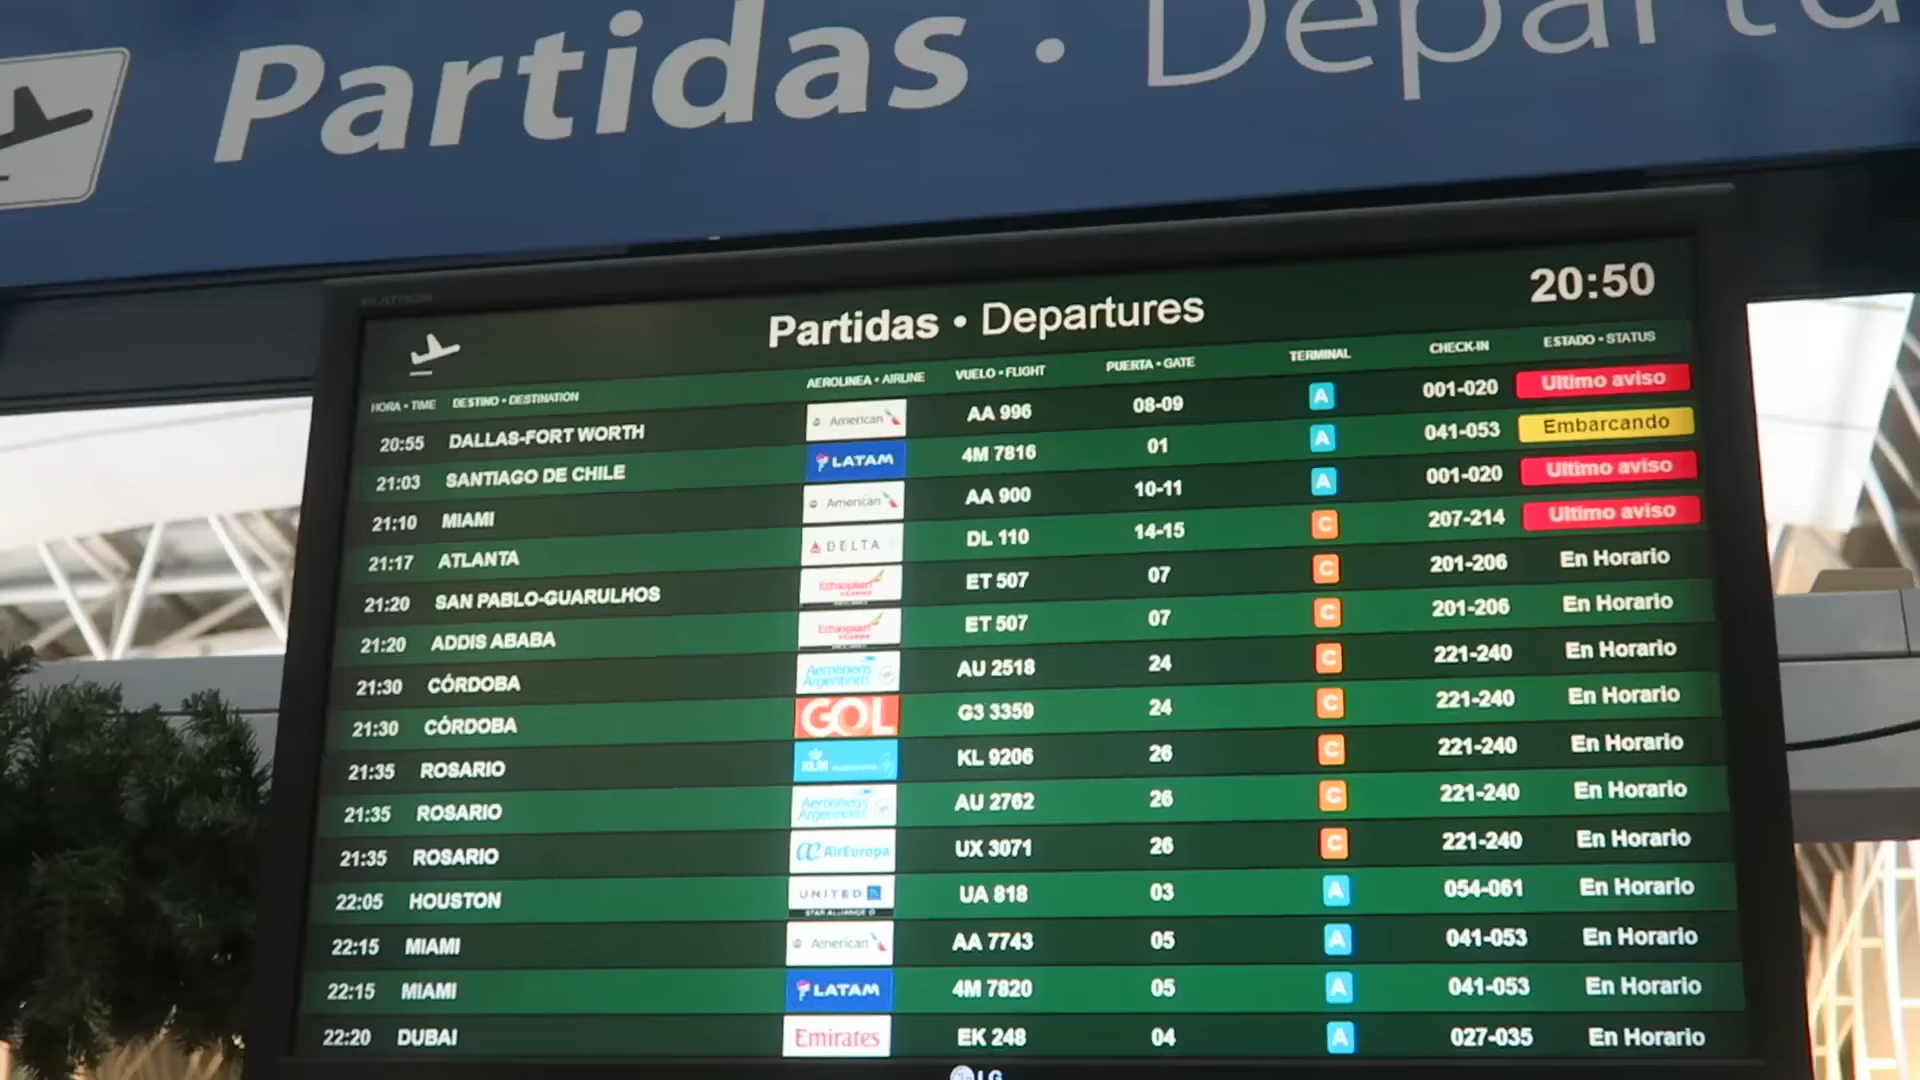 Partidas • Departu
Partidas • Departures 20:50
HORA • TIME DESTINO • DESTINATION AEROLINEA • AIRLINE VUELO • FLIGHT PUERTA • GATE TERMINAL CHECK-IN ESTADO • STATUS
20:55 DALLAS-FORT WORTH American AA 996 08-09 A 001-020 Ultimo aviso
21:03 SANTIAGO DE CHILE LATAM 4M 7816 01 A 041-053 Embarcando
21:10 MIAMI American AA 900 10-11 A 001-020 Ultimo aviso
21:17 ATLANTA DELTA DL 110 14-15 C 207-214 Ultimo aviso
21:20 SAN PABLO-GUARULHOS Ethiopian ET 507 07 C 201-206 En Horario
21:20 ADDIS ABABA Ethiopian ET 507 07 C 201-206 En Horario
21:30 CÓRDOBA Aerolíneas Argentinas AU 2518 24 C 221-240 En Horario
21:30 CÓRDOBA GOL G3 3359 24 C 221-240 En Horario
21:35 ROSARIO KLM KL 9206 26 C 221-240 En Horario
21:35 ROSARIO Aerolíneas Argentinas AU 2762 26 C 221-240 En Horario
21:35 ROSARIO AirEuropa UX 3071 26 C 221-240 En Horario
22:05 HOUSTON UNITED STAR ALLIANCE UA 818 03 A 054-061 En Horario
22:15 MIAMI American AA 7743 05 A 041-053 En Horario
22:15 MIAMI LATAM 4M 7820 05 A 041-053 En Horario
22:20 DUBAI Emirates EK 248 04 A 027-035 En Horario
LG